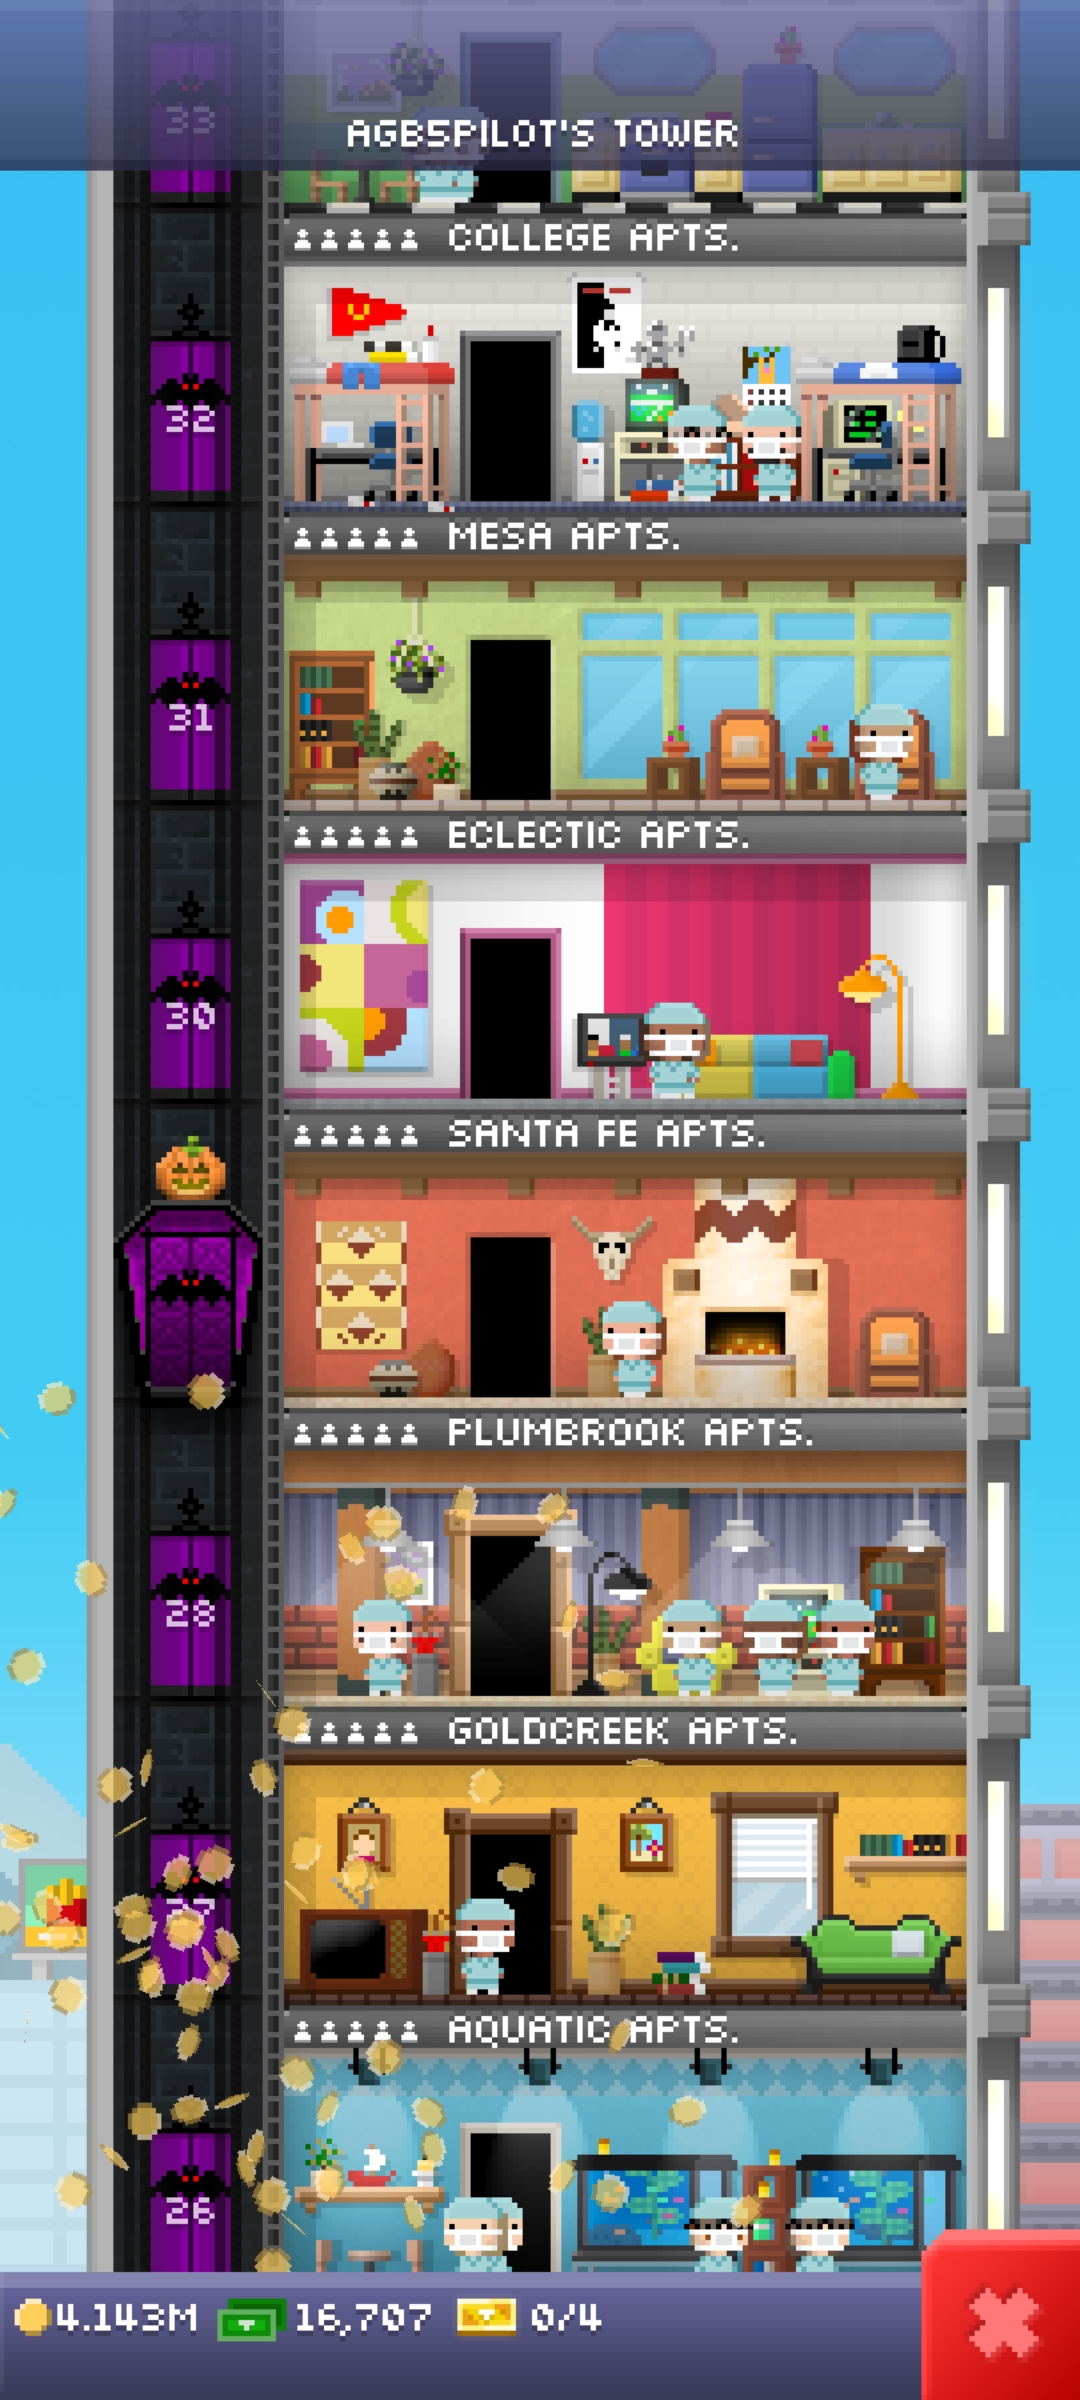 33
AGB5PILOT'S TOWER
COLLEGE APTS.
32
MESA APTS.
31
ECLECTIC APTS.
30
SANTA FE APTS.
PLUMBROOK APTS.
28
GOLDCREEK APTS.
27
AQUATIC APTS.
26
4.143M 16,707 0/4